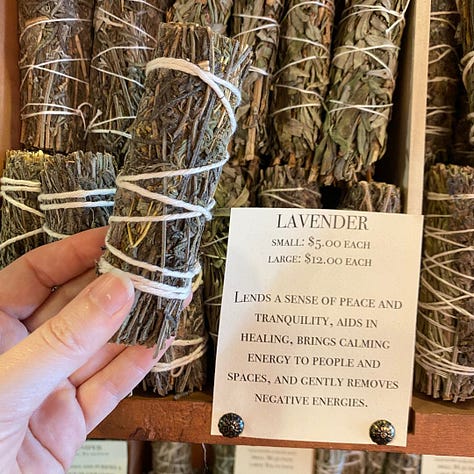 LAVENDER
SMALL: $5.00 EACH
LARGE: $12.00 EACH
LENDS A SENSE OF PEACE AND
TRANQUILITY, AIDS IN
HEALING, BRINGS CALMING
ENERGY TO PEOPLE AND
SPACES, AND GENTLY REMOVES
NEGATIVE ENERGIES.